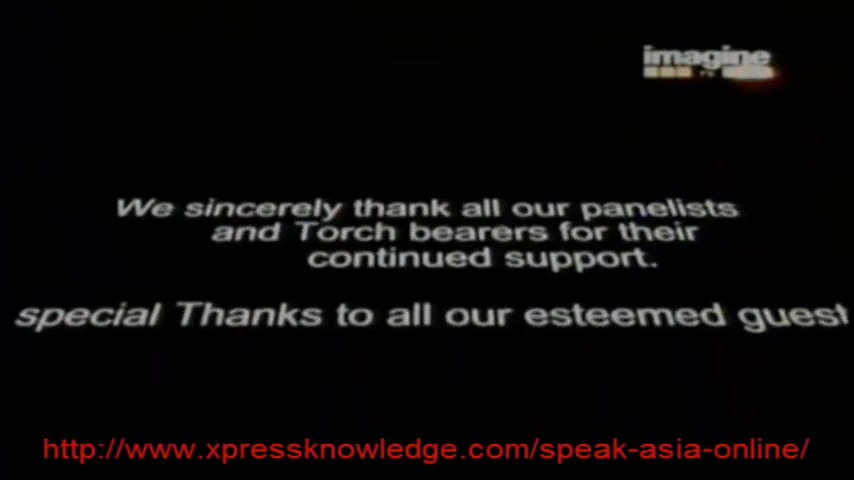 imagine
We sincerely thank all our panelists
and Torch bearers for their
continued support.
special Thanks to all our esteemed guest
http://www.xpressknowledge.com/speak-asia-online/